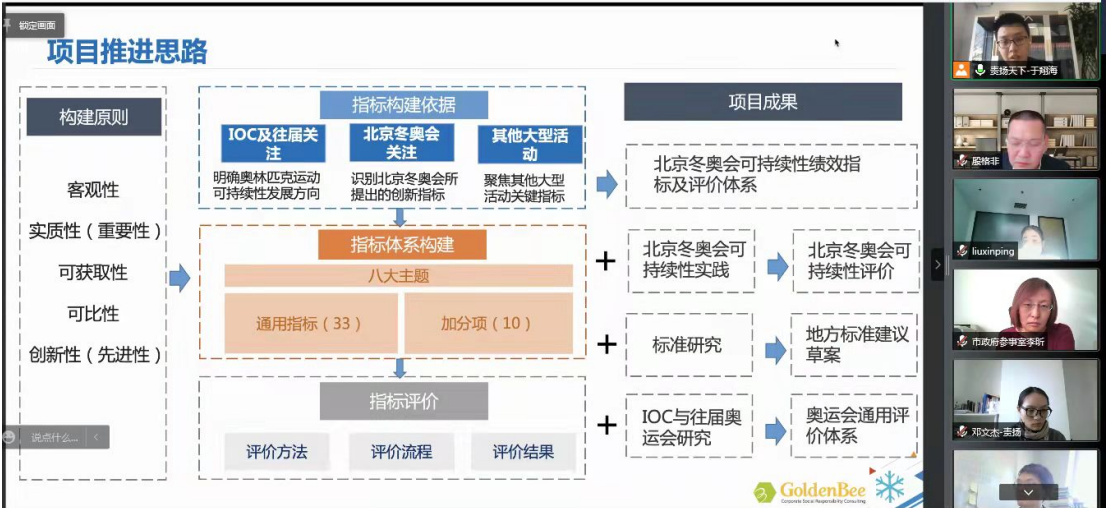 锁定画面
项目推进思路
构建原则
客观性
实质性（重要性）
可获取性
可比性
创新性（先进性）
说点什么...
指标构建依据
IOC及往届关
注
明确奥林匹克运动
可持续性发展方向
北京冬奥会
关注
识别北京冬奥会所
提出的创新指标
其他大型活
动
聚焦其他大型
活动关键指标
指标体系构建
八大主题
通用指标（33）
加分项（10）
指标评价
评价方法
评价流程
评价结果
项目成果
北京冬奥会可持续性绩效指
标及评价体系
+
北京冬奥会可
持续性实践
北京冬奥会可
持续性评价
+
标准研究
地方标准建议
草案
+
IOC与往届奥
运会研究
奥运会通用评
价体系
GoldenBee
Corporate Social Responsibility Consulting
责扬天下-于翔海
殷格非
liuxinping
市政府参事室李昕
邓文杰-责扬